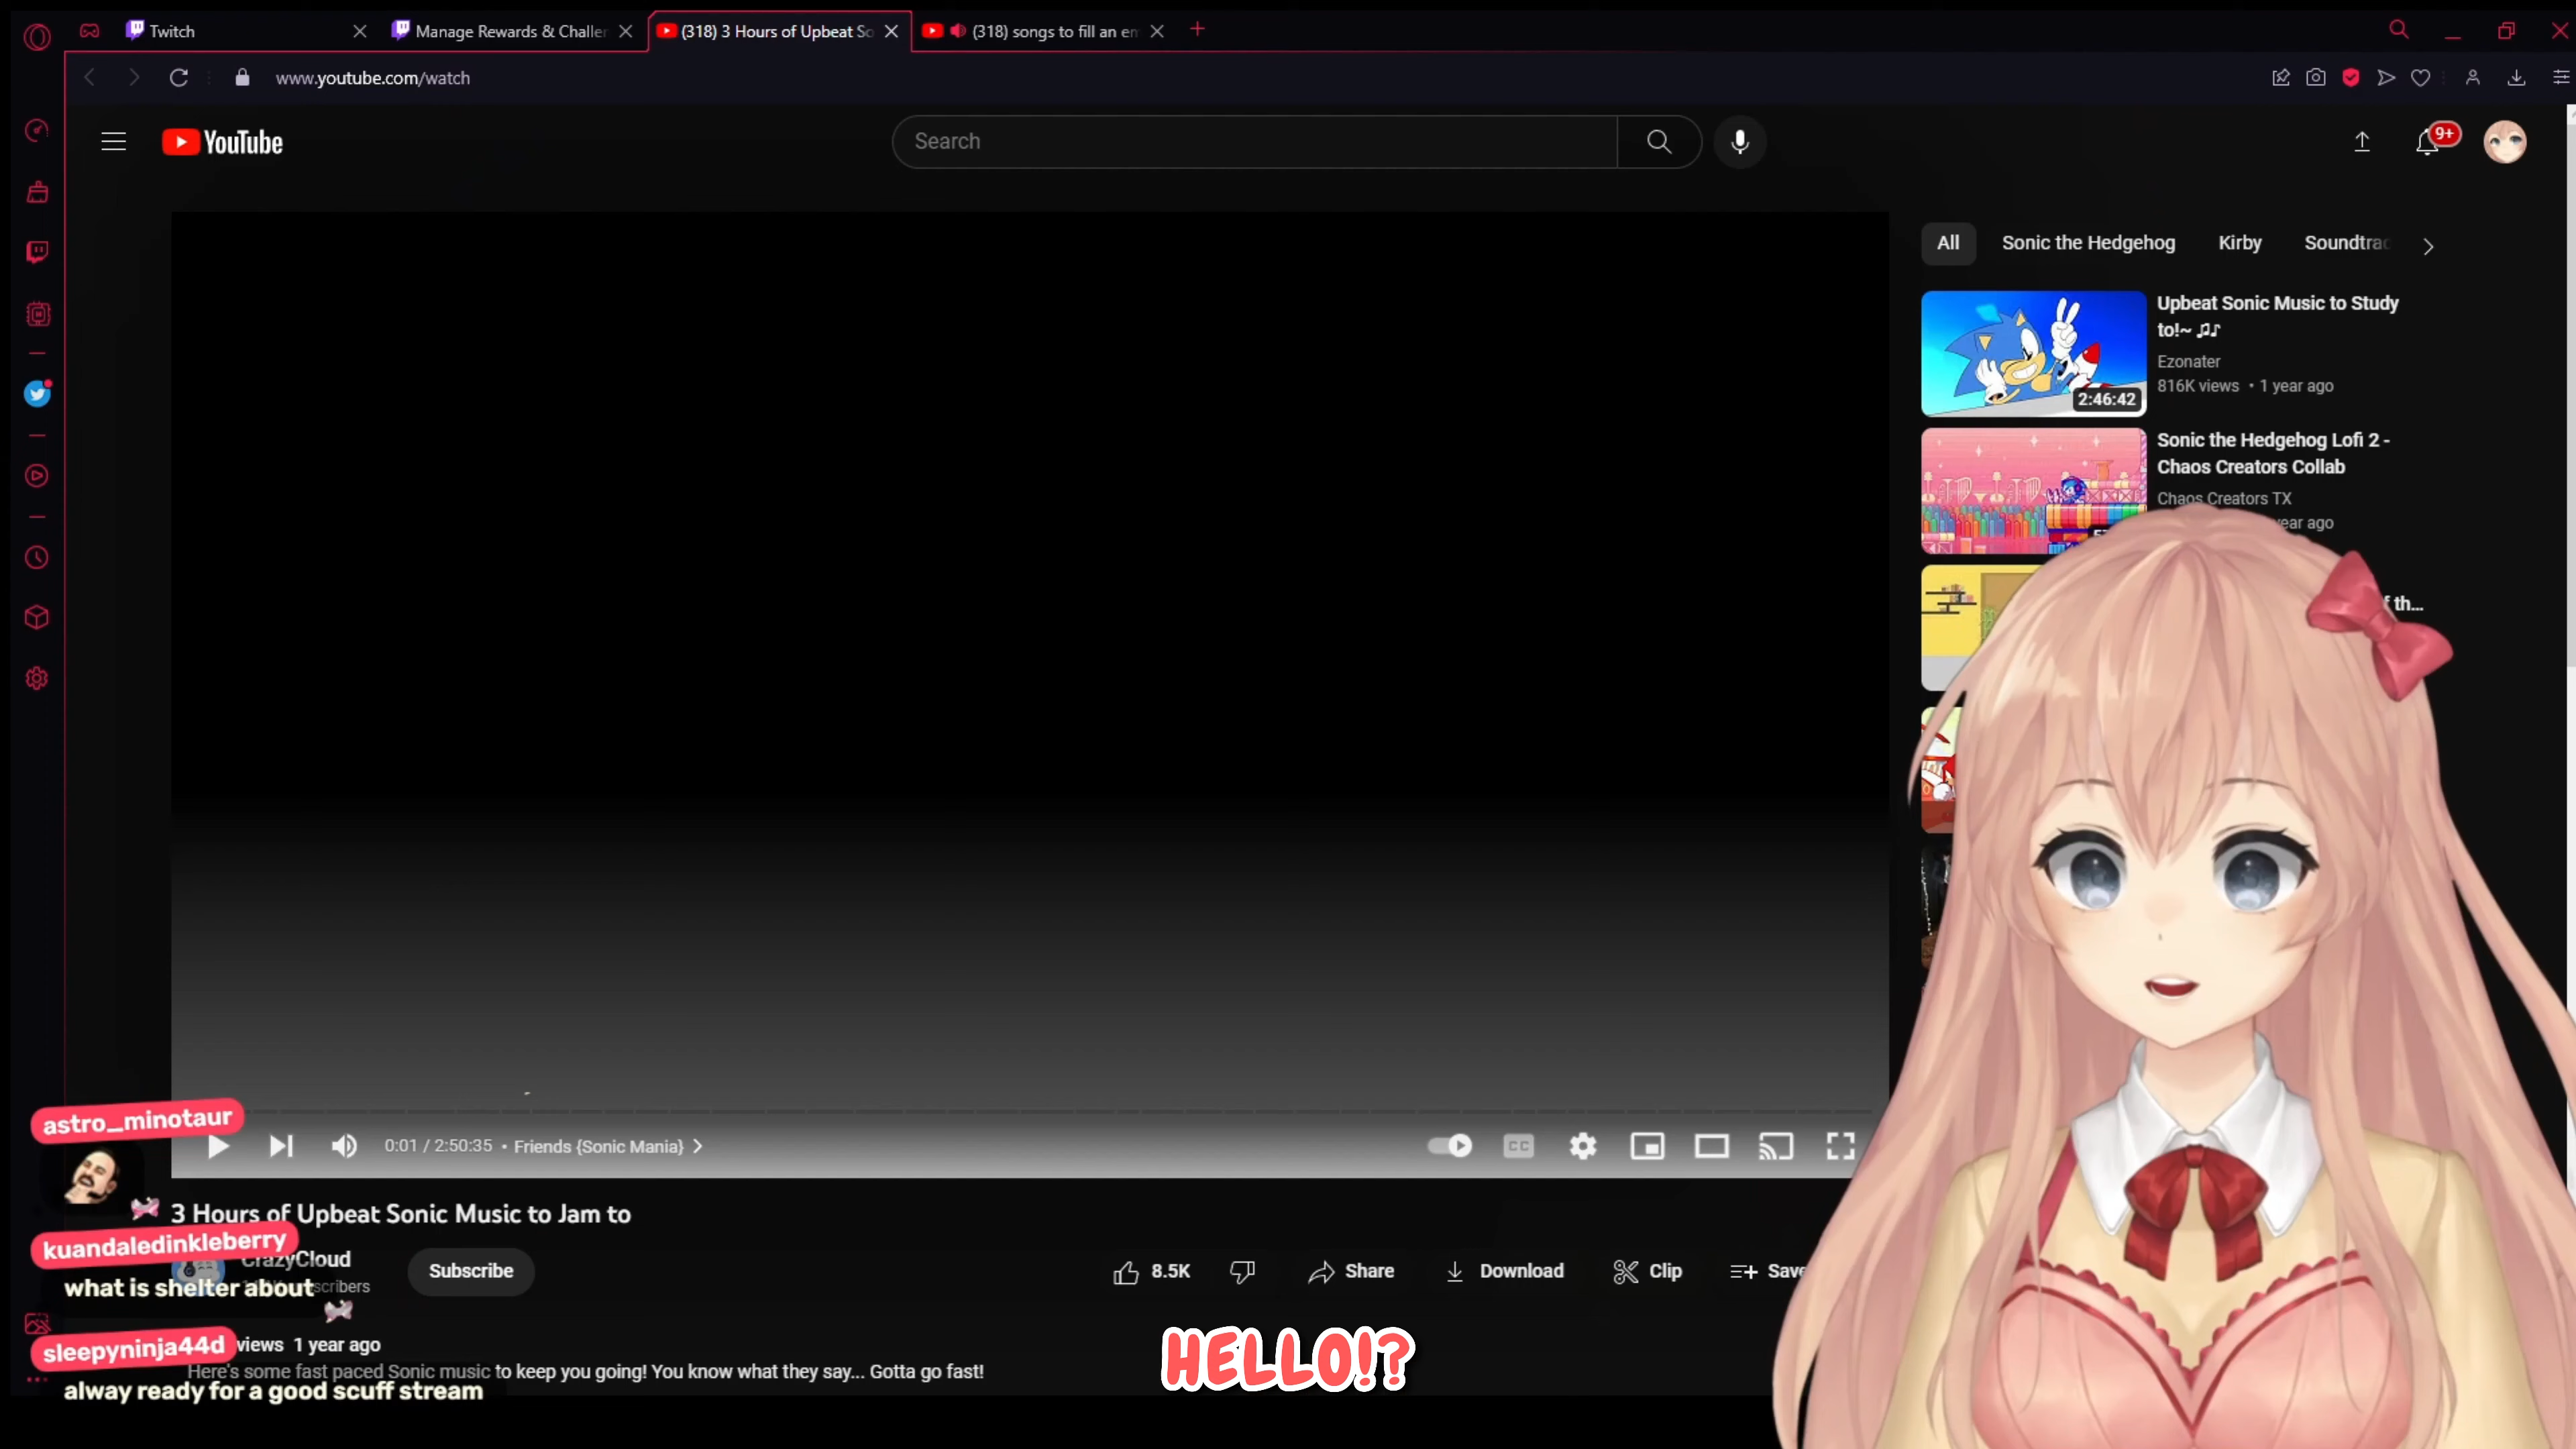 Twitch
Manage Rewards & Challer
(318) 3 Hours of Upbeat So
(318) songs to fill an em
www.youtube.com/watch
YouTube
Search
9+
All
Sonic the Hedgehog
Kirby
Soundtrac
Upbeat Sonic Music to Study
to!~ ♫♪
Ezonater
816K views • 1 year ago
2:46:42
Sonic the Hedgehog Lofi 2 -
Chaos Creators Collab
Chaos Creators TX
year ago
f th...
astro_minotaur
0:01 / 2:50:35 • Friends {Sonic Mania}
CC
3 Hours of Upbeat Sonic Music to Jam to
kuandaledinkleberry
CrazyCloud
scribers
what is shelter about
Subscribe
8.5K
Share
Download
Clip
Save
sleepyninja44d
views 1 year ago
Here's some fast paced Sonic music to keep you going! You know what they say... Gotta go fast!
alway ready for a good scuff stream
HELLO!?